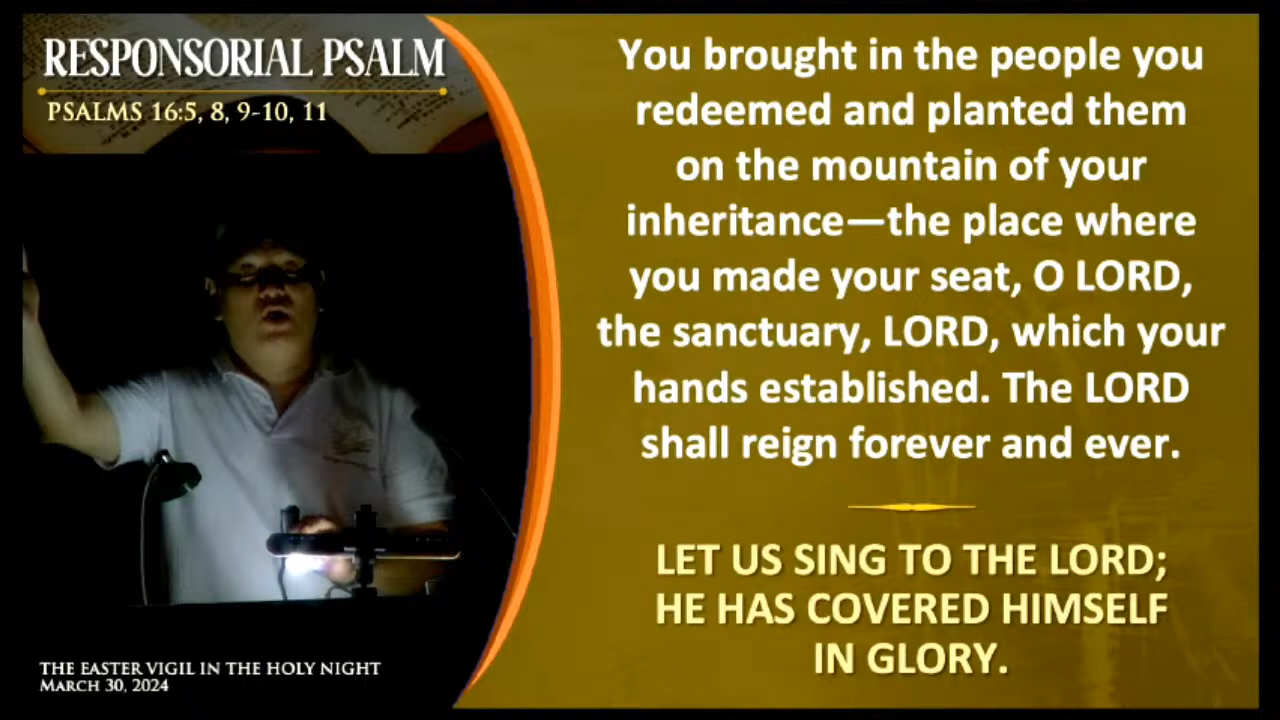 RESPONSORIAL PSALM
PSALMS 16:5, 8, 9-10, 11
You brought in the people you
redeemed and planted them
on the mountain of your
inheritance—the place where
you made your seat, O LORD,
the sanctuary, LORD, which your
hands established. The LORD
shall reign forever and ever.
LET US SING TO THE LORD;
HE HAS COVERED HIMSELF
IN GLORY.
THE EASTER VIGIL IN THE HOLY NIGHT
MARCH 30, 2024